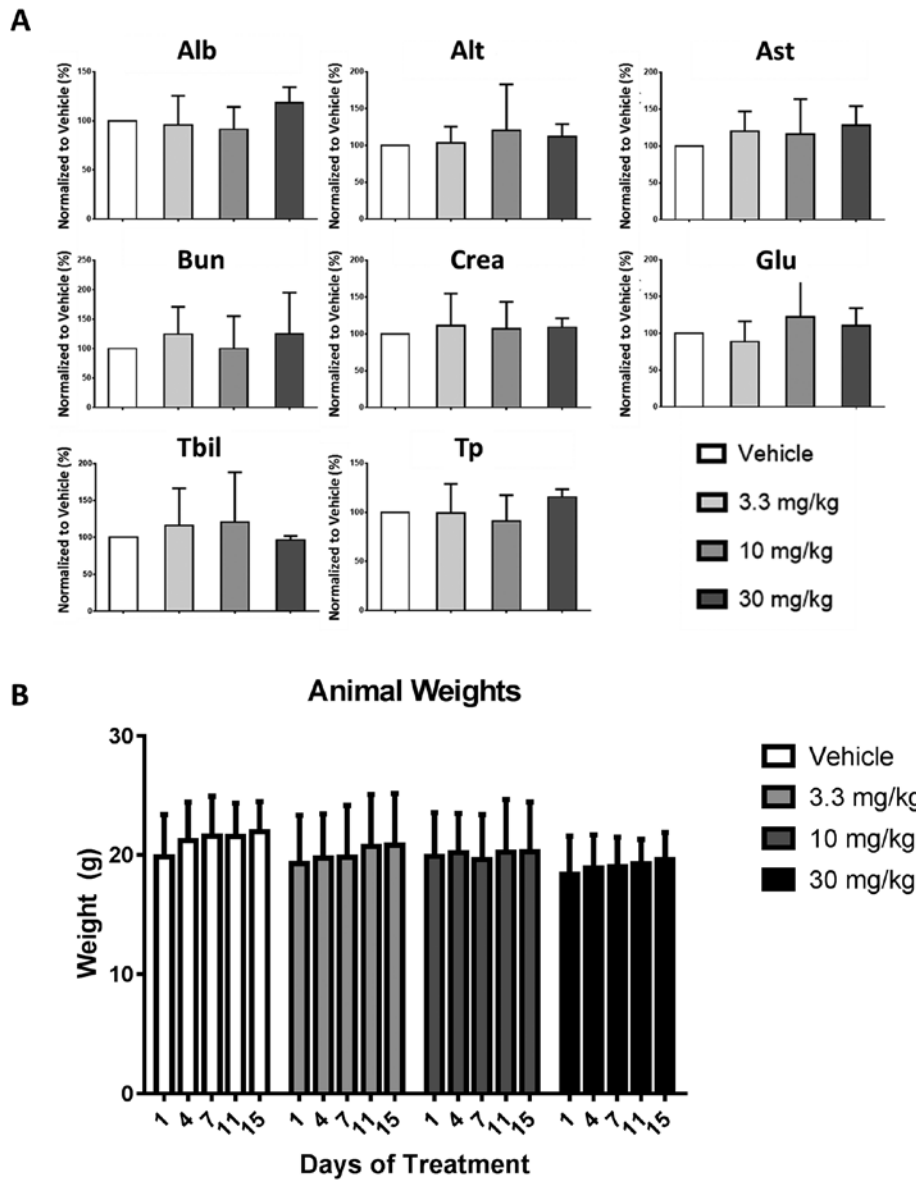 A
Alb
Alt
Ast
Normalized to Vehicle (%)
150
100
50
0
Normalized to Vehicle (%)
200
150
100
50
0
Normalized to Vehicle (%)
200
150
100
50
0
Bun
Crea
Glu
Normalized to Vehicle (%)
250
200
150
100
50
0
Normalized to Vehicle (%)
200
150
100
50
0
Normalized to Vehicle (%)
150
100
50
0
Tbil
Tp
Normalized to Vehicle (%)
200
150
100
50
0
Normalized to Vehicle (%)
150
100
50
0
Vehicle
3.3 mg/kg
10 mg/kg
30 mg/kg
B
Animal Weights
Weight (g)
30
20
10
0
1 4 7 11 15 1 4 7 11 15 1 4 7 11 15 1 4 7 11 15
Days of Treatment
Vehicle
3.3 mg/kg
10 mg/kg
30 mg/kg